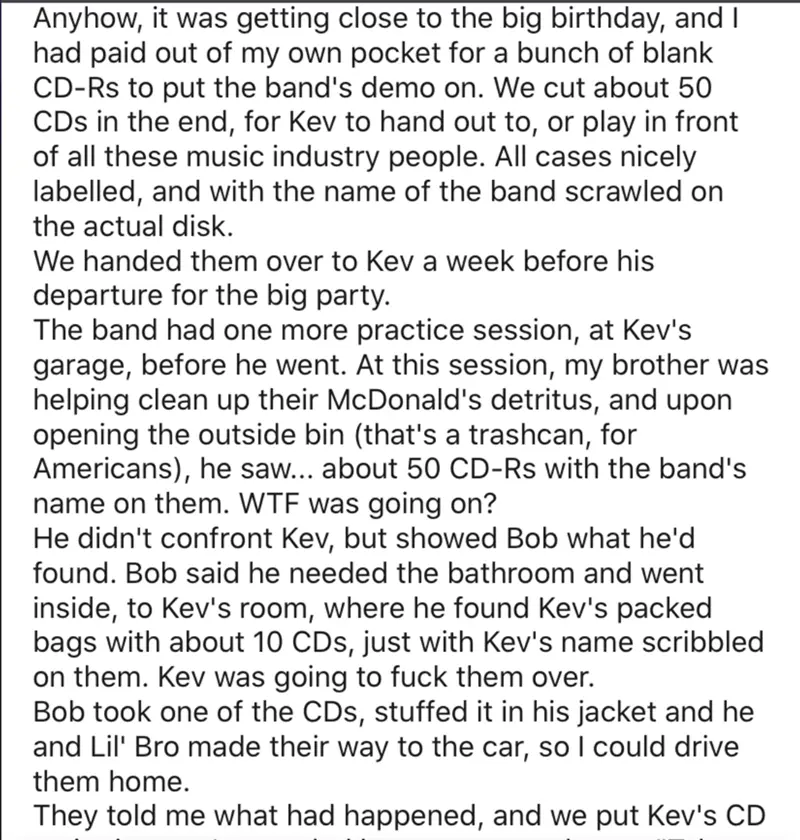 Anyhow, it was getting close to the big birthday, and I
had paid out of my own pocket for a bunch of blank
CD-Rs to put the band's demo on. We cut about 50
CDs in the end, for Kev to hand out to, or play in front
of all these music industry people. All cases nicely
labelled, and with the name of the band scrawled on
the actual disk.
We handed them over to Kev a week before his
departure for the big party.
The band had one more practice session, at Kev's
garage, before he went. At this session, my brother was
helping clean up their McDonald's detritus, and upon
opening the outside bin (that's a trashcan, for
Americans), he saw... about 50 CD-Rs with the band's
name on them. WTF was going on?
He didn't confront Kev, but showed Bob what he'd
found. Bob said he needed the bathroom and went
inside, to Kev's room, where he found Kev's packed
bags with about 10 CDs, just with Kev's name scribbled
on them. Kev was going to fuck them over.
Bob took one of the CDs, stuffed it in his jacket and he
and Lil' Bro made their way to the car, so I could drive
them home.
They told me what had happened, and we put Kev's CD